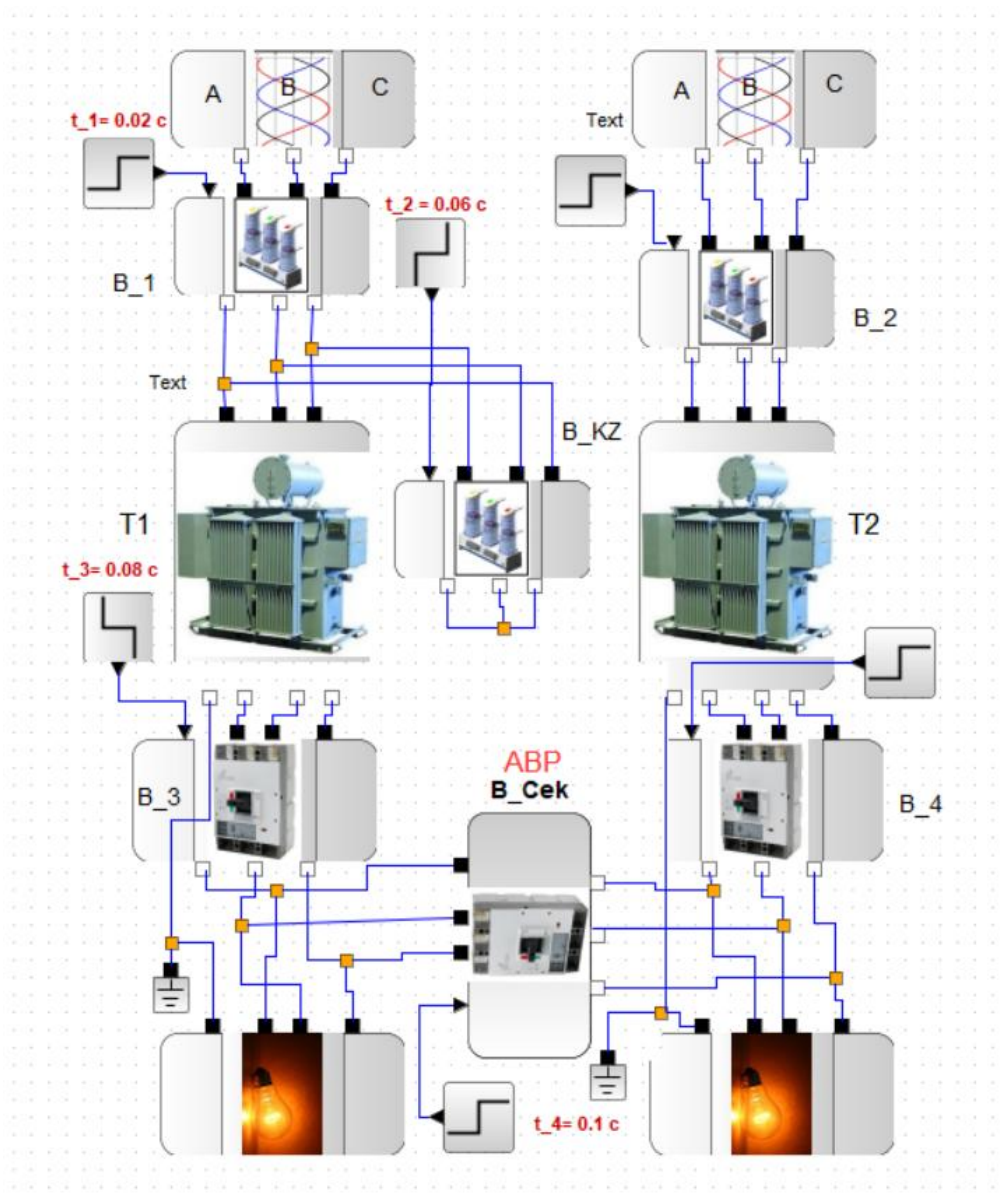 A B C
A B C
t_1= 0.02 c
Text
t_2 = 0.06 c
B_1
B_2
Text
B_KZ
T1
T2
t_3= 0.08 c
АВР
B_Cek
B_3
B_4
t_4= 0.1 c